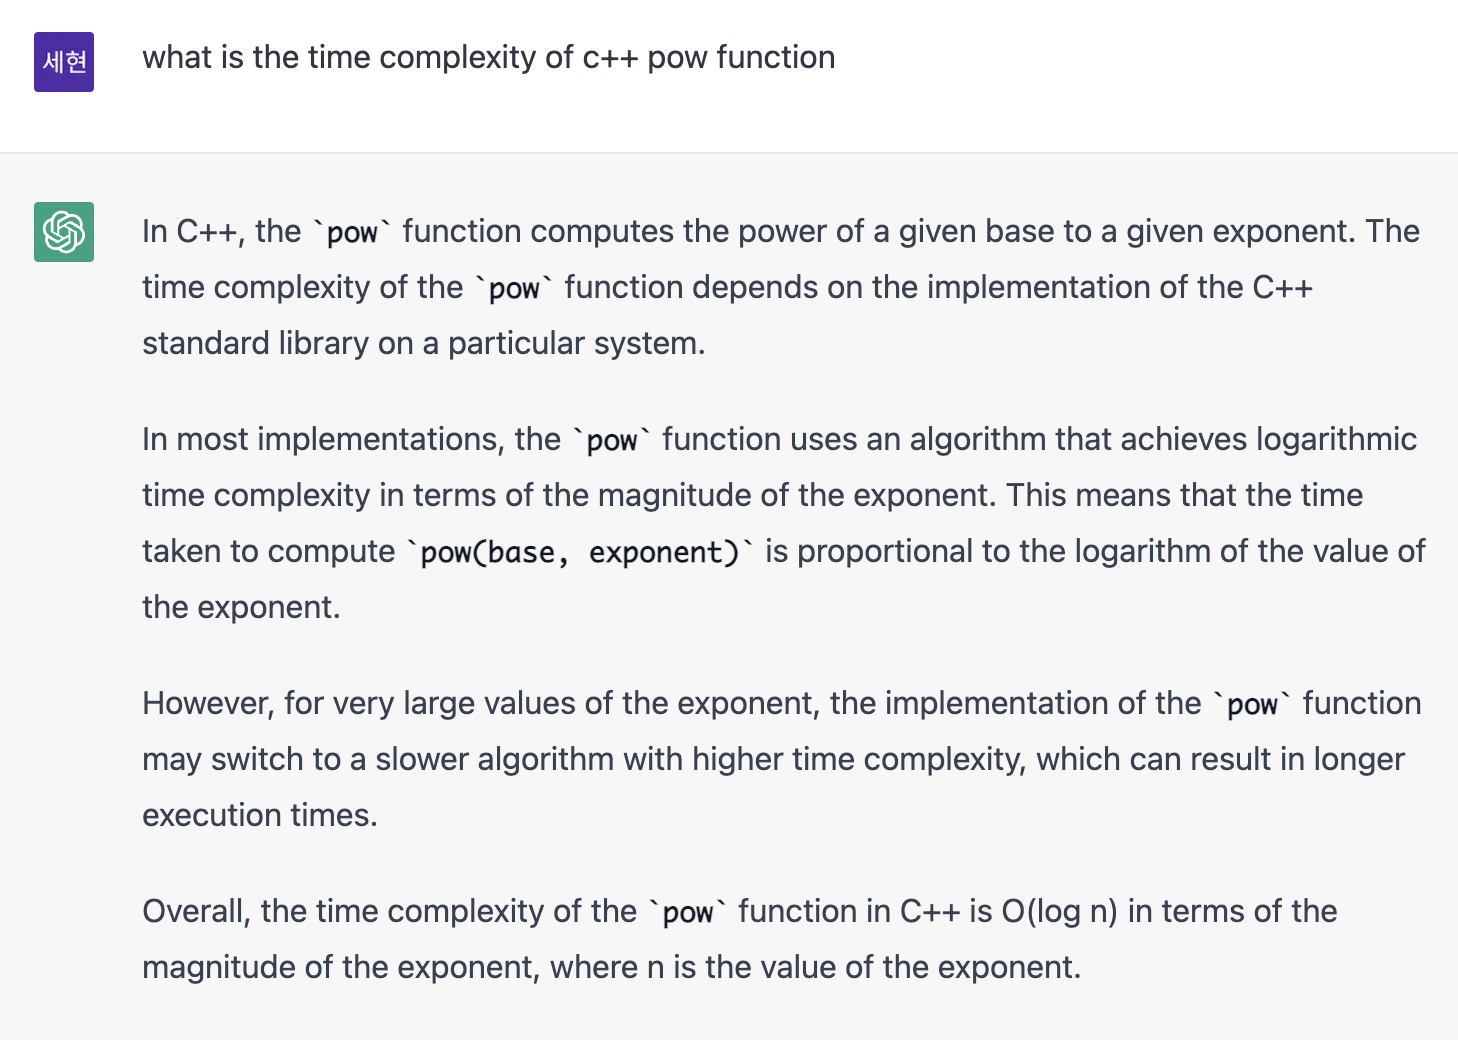 세현
what is the time complexity of c++ pow function
In C++, the `pow` function computes the power of a given base to a given exponent. The
time complexity of the `pow` function depends on the implementation of the C++
standard library on a particular system.
In most implementations, the `pow` function uses an algorithm that achieves logarithmic
time complexity in terms of the magnitude of the exponent. This means that the time
taken to compute `pow(base, exponent)` is proportional to the logarithm of the value of
the exponent.
However, for very large values of the exponent, the implementation of the `pow` function
may switch to a slower algorithm with higher time complexity, which can result in longer
execution times.
Overall, the time complexity of the `pow` function in C++ is O(log n) in terms of the
magnitude of the exponent, where n is the value of the exponent.